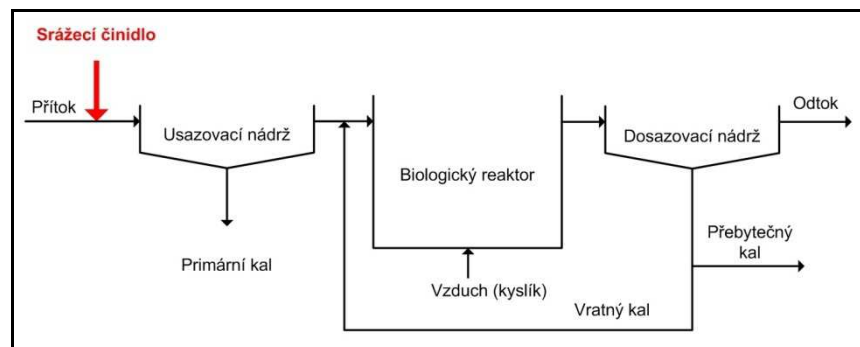 Srážecí činidlo
Přítok
Usazovací nádrž
Biologický reaktor
Dosazovací nádrž
Odtok
Primární kal
Vzduch (kyslík)
Přebytečný
kal
Vratný kal